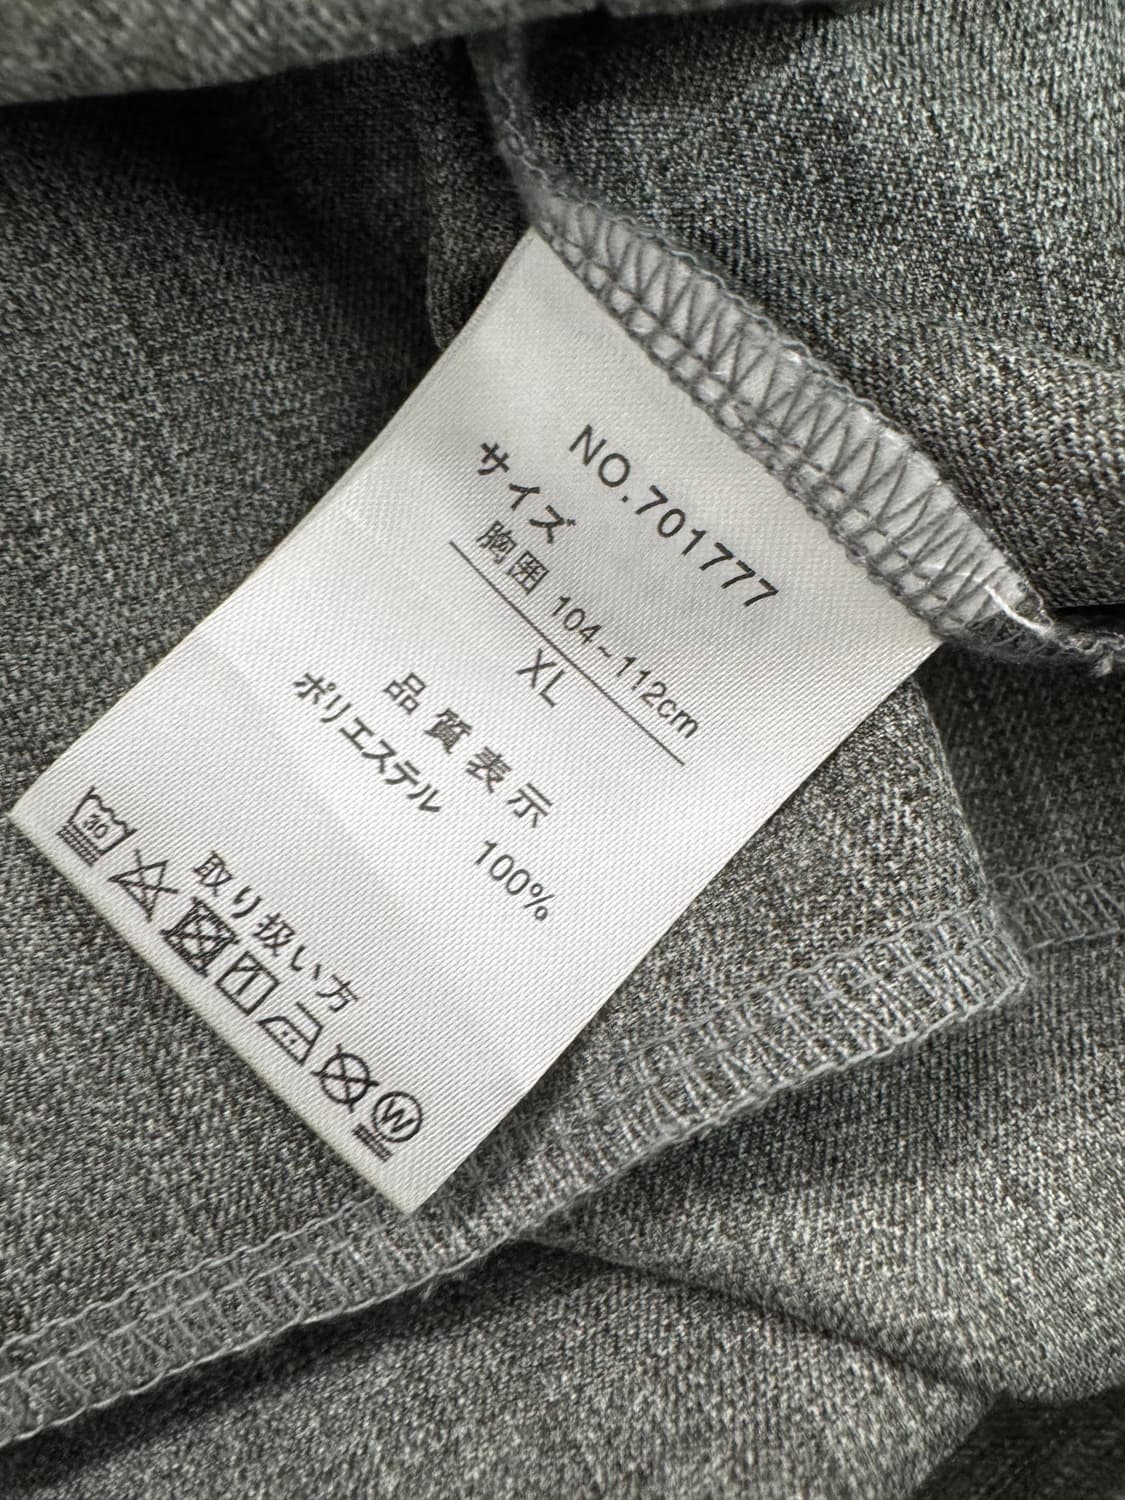 NO.701777
サイズ
胸囲 104~112cm
XL
品質表示
ポリエステル 100%
取り扱い方
30
W